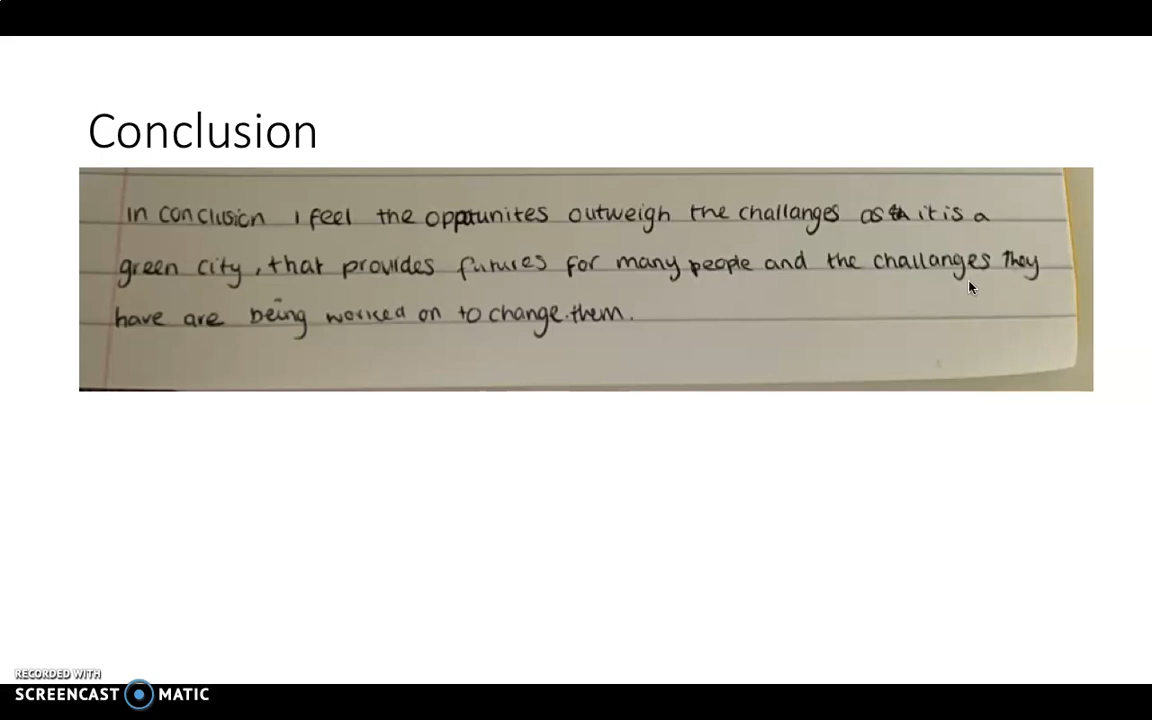 Conclusion
in conclusion i feel the oppatunites outweigh the challanges as it is a
green city, that provides futures for many people and the challanges they
have are being worked on to change them.
RECORDED WITH
SCREENCAST MATIC